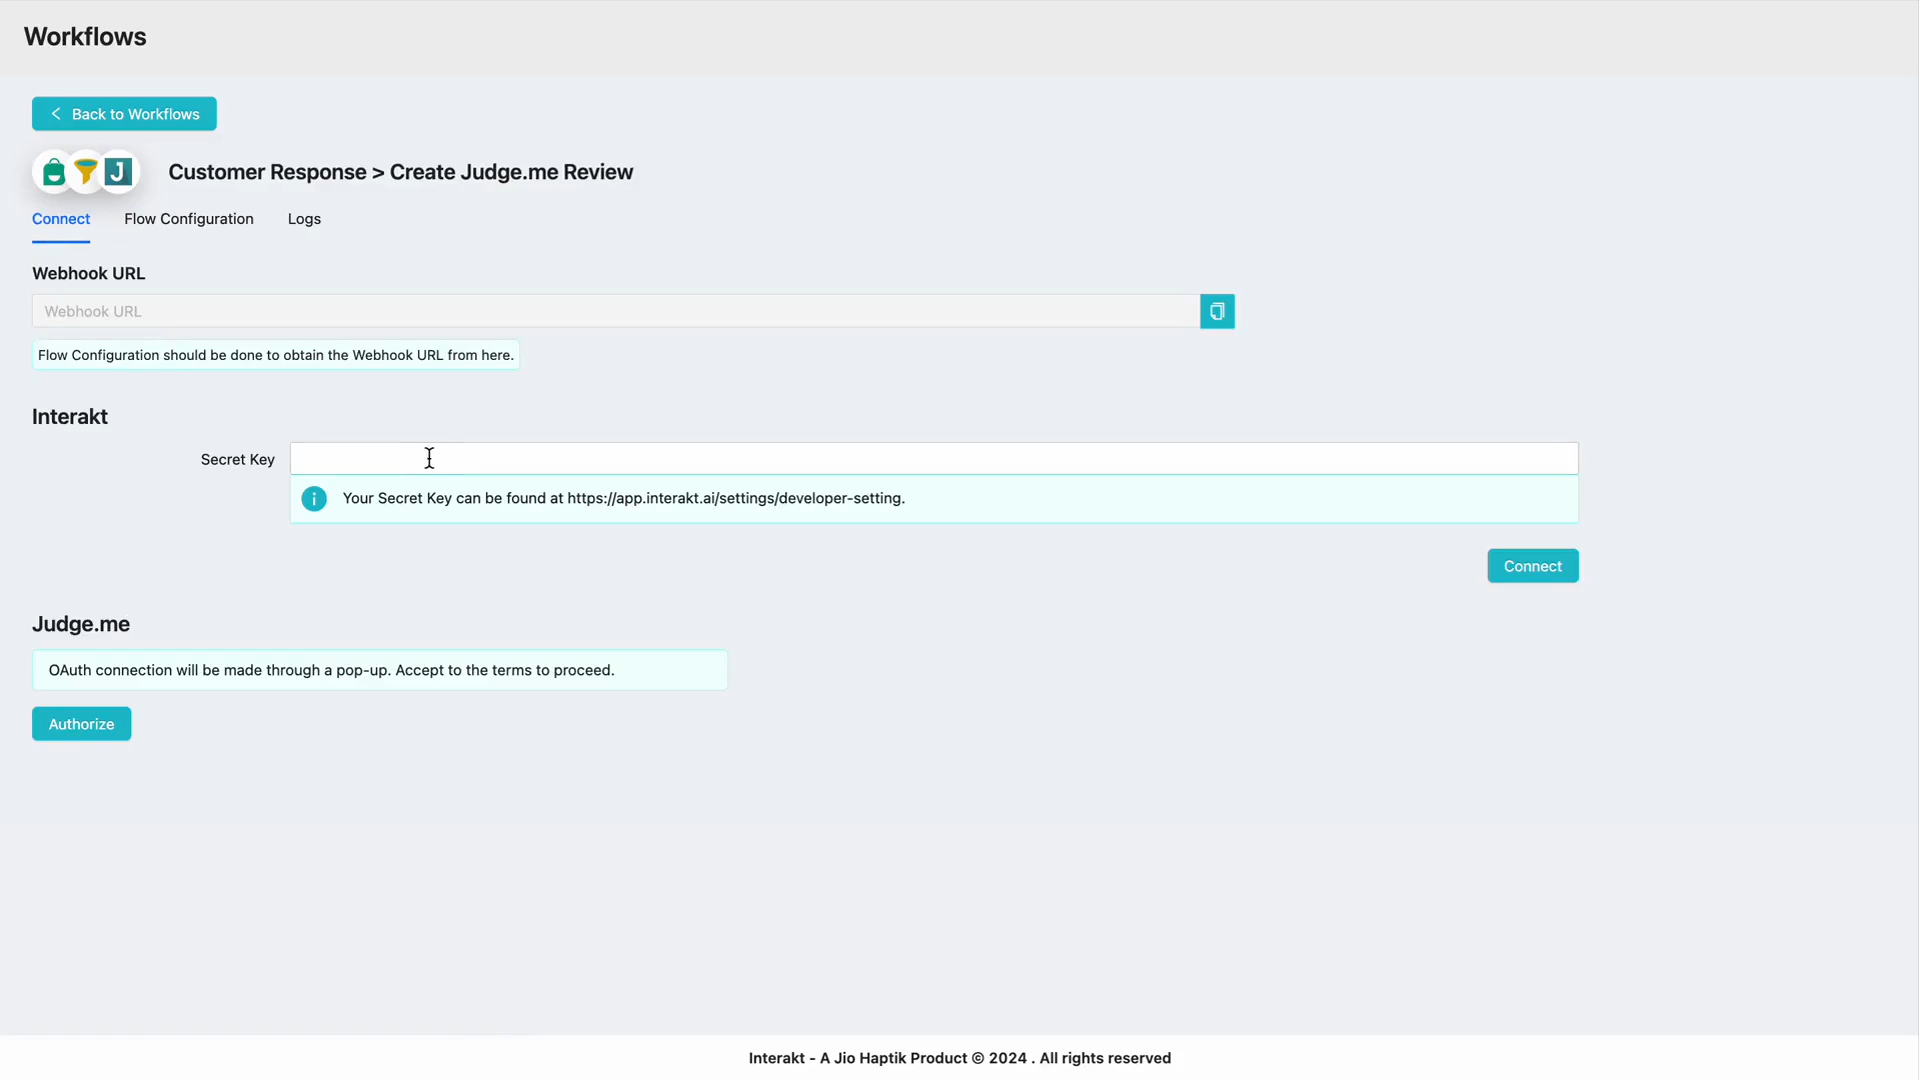 Workflows
Back to Workflows
J
Customer Response > Create Judge.me Review
Connect Flow Configuration Logs
Webhook URL
Webhook URL
Flow Configuration should be done to obtain the Webhook URL from here.
Interakt
Secret Key
Your Secret Key can be found at https://app.interakt.ai/settings/developer-setting.
Connect
Judge.me
OAuth connection will be made through a pop-up. Accept to the terms to proceed.
Authorize
Interakt - A Jio Haptik Product © 2024 . All rights reserved